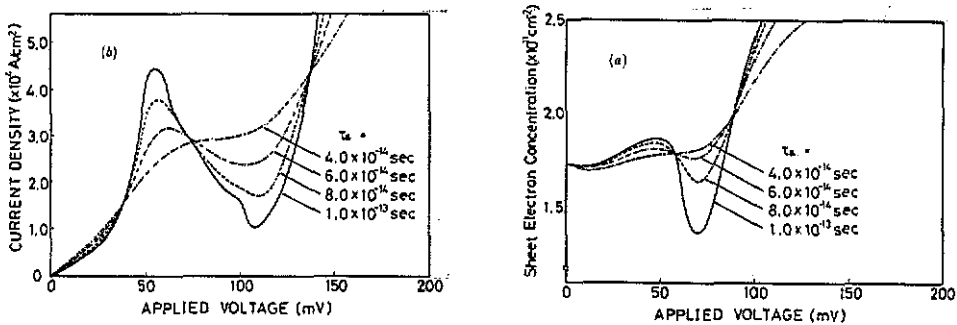 (b)
CURRENT DENSITY (×10⁴ A/cm²)
5.0
4.0
3.0
2.0
1.0
0
τs =
4.0×10⁻¹⁴ sec
6.0×10⁻¹⁴ sec
8.0×10⁻¹⁴ sec
1.0×10⁻¹³ sec
0 50 100 150 200
APPLIED VOLTAGE (mV)
(a)
Sheet Electron Concentration (×10¹¹ cm⁻²)
2.5
2.0
1.5
τs =
4.0×10⁻¹⁴ sec
6.0×10⁻¹⁴ sec
8.0×10⁻¹⁴ sec
1.0×10⁻¹³ sec
0 50 100 150 200
APPLIED VOLTAGE (mV)